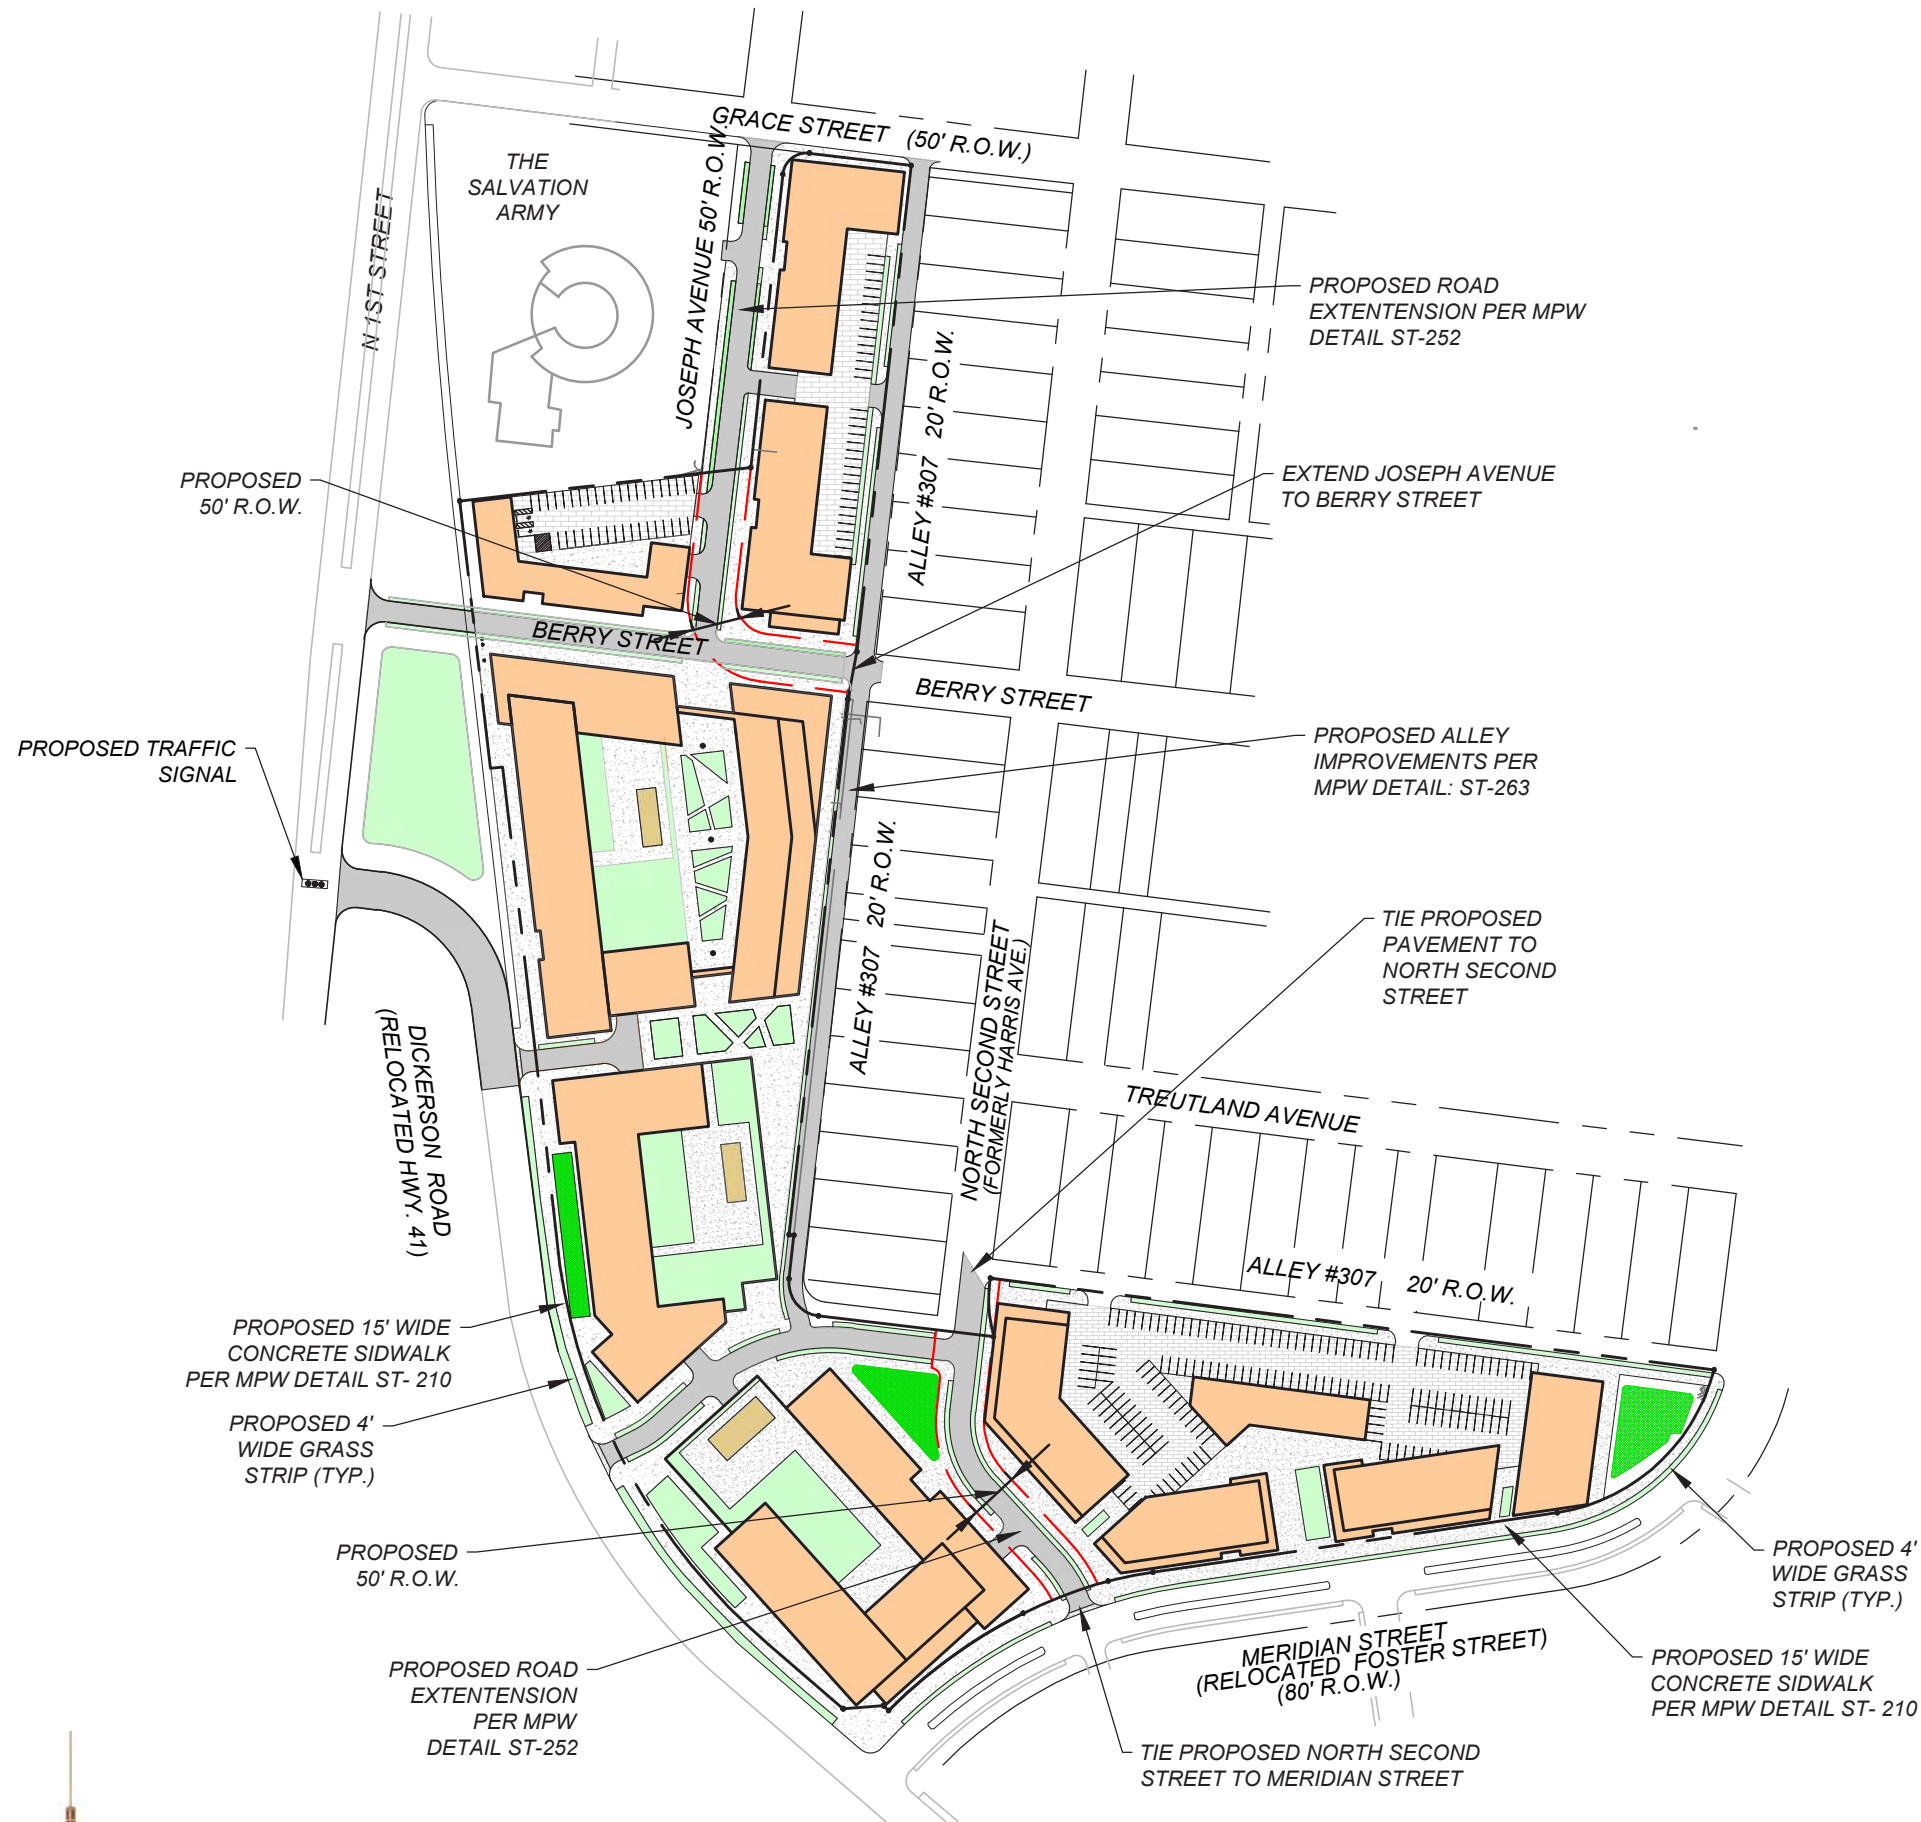 GRACE STREET (50' R.O.W.)
THE
SALVATION
ARMY
N 1ST STREET
JOSEPH AVENUE 50' R.O.W.
PROPOSED ROAD
EXTENTENSION PER MPW
DETAIL ST-252
ALLEY #307 20' R.O.W.
PROPOSED
50' R.O.W.
EXTEND JOSEPH AVENUE
TO BERRY STREET
BERRY STREET
BERRY STREET
PROPOSED TRAFFIC
SIGNAL
PROPOSED ALLEY
IMPROVEMENTS PER
MPW DETAIL: ST-263
ALLEY #307 20' R.O.W.
TIE PROPOSED
PAVEMENT TO
NORTH SECOND
STREET
NORTH SECOND STREET
(FORMERLY HARRIS AVE.)
DICKERSON ROAD
(RELOCATED HWY. 41)
TREUTLAND AVENUE
ALLEY #307 20' R.O.W.
PROPOSED 15' WIDE
CONCRETE SIDWALK
PER MPW DETAIL ST- 210
PROPOSED 4'
WIDE GRASS
STRIP (TYP.)
PROPOSED
50' R.O.W.
PROPOSED 4'
WIDE GRASS
STRIP (TYP.)
MERIDIAN STREET
(RELOCATED FOSTER STREET)
(80' R.O.W.)
PROPOSED 15' WIDE
CONCRETE SIDWALK
PER MPW DETAIL ST- 210
PROPOSED ROAD
EXTENTENSION
PER MPW
DETAIL ST-252
TIE PROPOSED NORTH SECOND
STREET TO MERIDIAN STREET